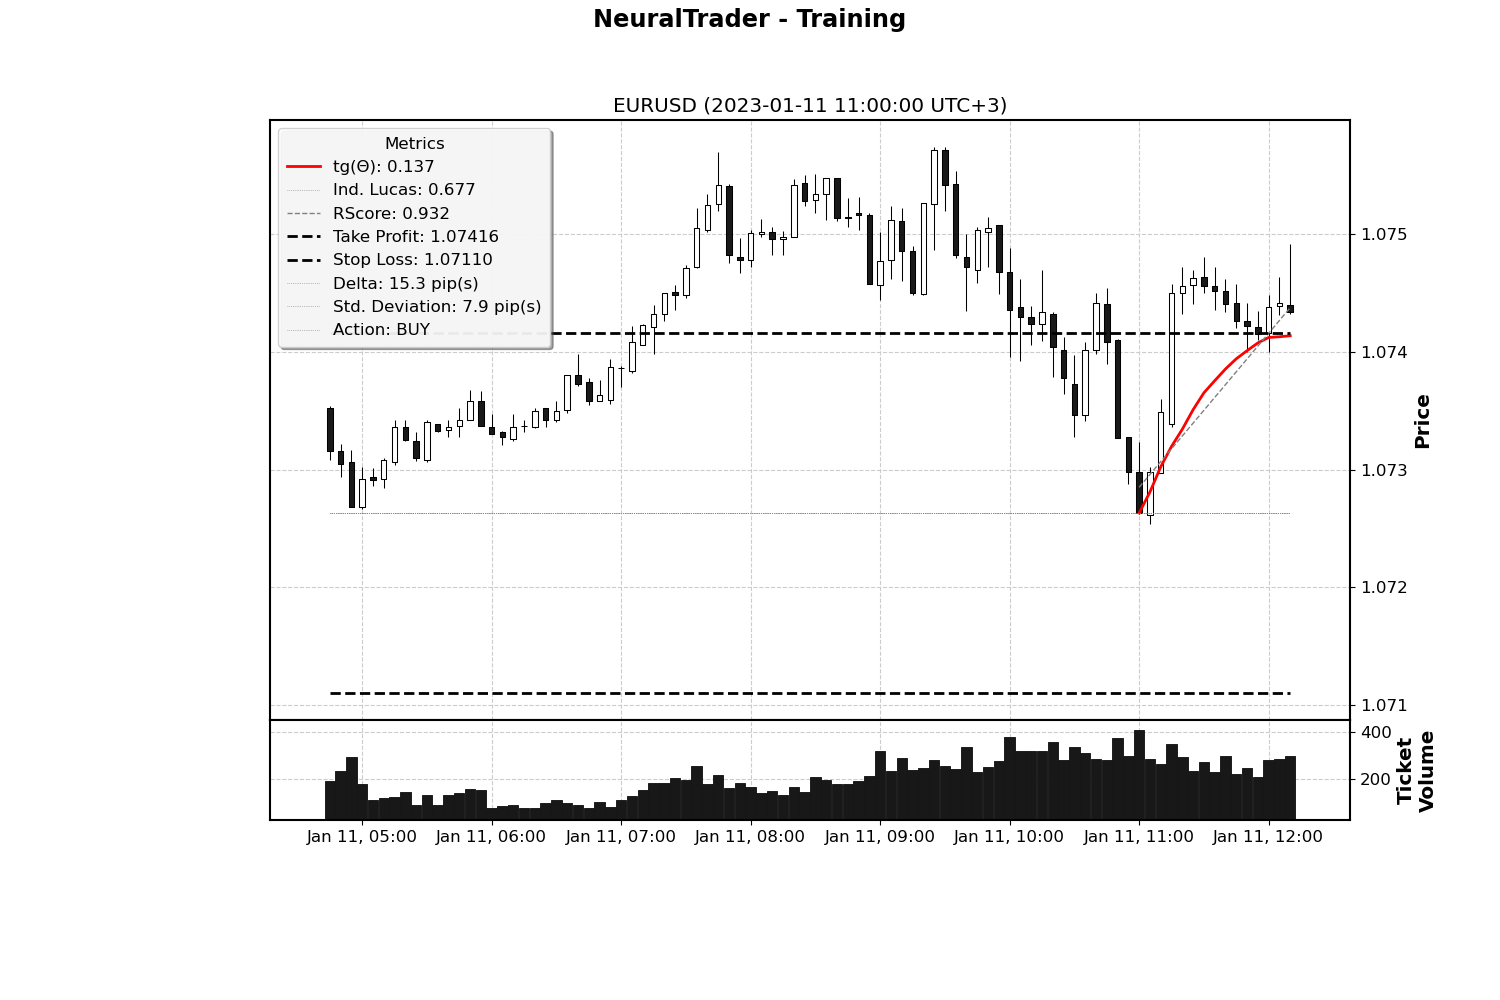 NeuralTrader - Training
EURUSD (2023-01-11 11:00:00 UTC+3)
Metrics
tg(Θ): 0.137
Ind. Lucas: 0.677
RScore: 0.932
Take Profit: 1.07416
Stop Loss: 1.07110
Delta: 15.3 pip(s)
Std. Deviation: 7.9 pip(s)
Action: BUY
1.075
1.074
1.073
1.072
1.071
Price
400
200
Ticket
Volume
Jan 11, 05:00
Jan 11, 06:00
Jan 11, 07:00
Jan 11, 08:00
Jan 11, 09:00
Jan 11, 10:00
Jan 11, 11:00
Jan 11, 12:00